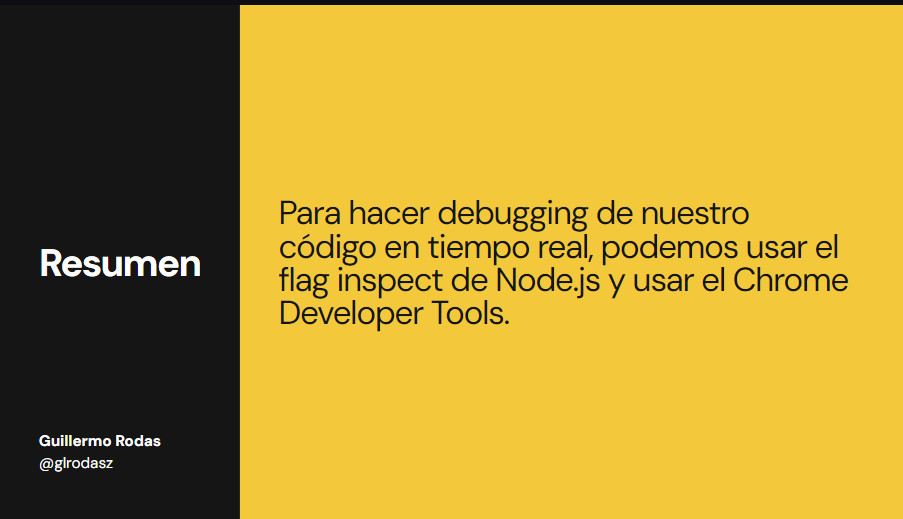 Resumen
Guillermo Rodas
@glrodasz
Para hacer debugging de nuestro
código en tiempo real, podemos usar el
flag inspect de Node.js y usar el Chrome
Developer Tools.